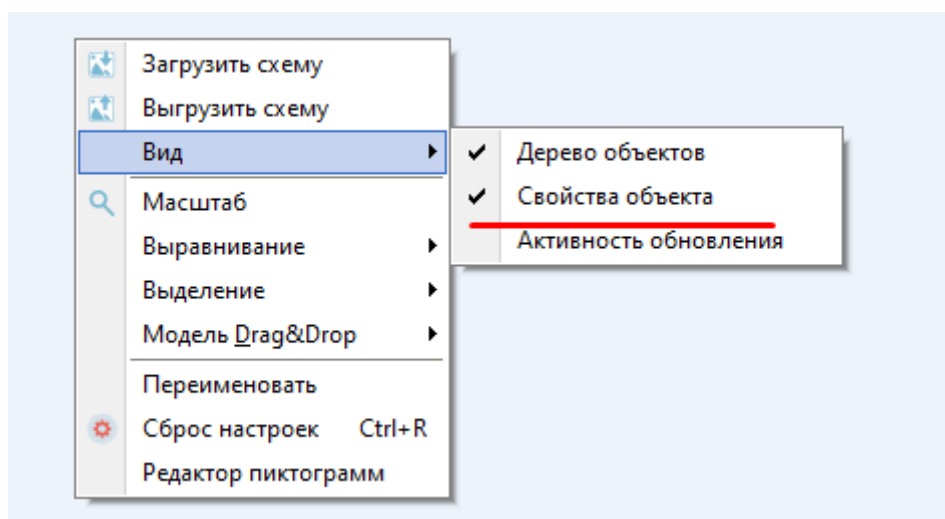 Загрузить схему
Выгрузить схему
Вид
Дерево объектов
Свойства объекта
Активность обновления
Масштаб
Выравнивание
Выделение
Модель Drag&Drop
Переименовать
Сброс настроек Ctrl+R
Редактор пиктограмм